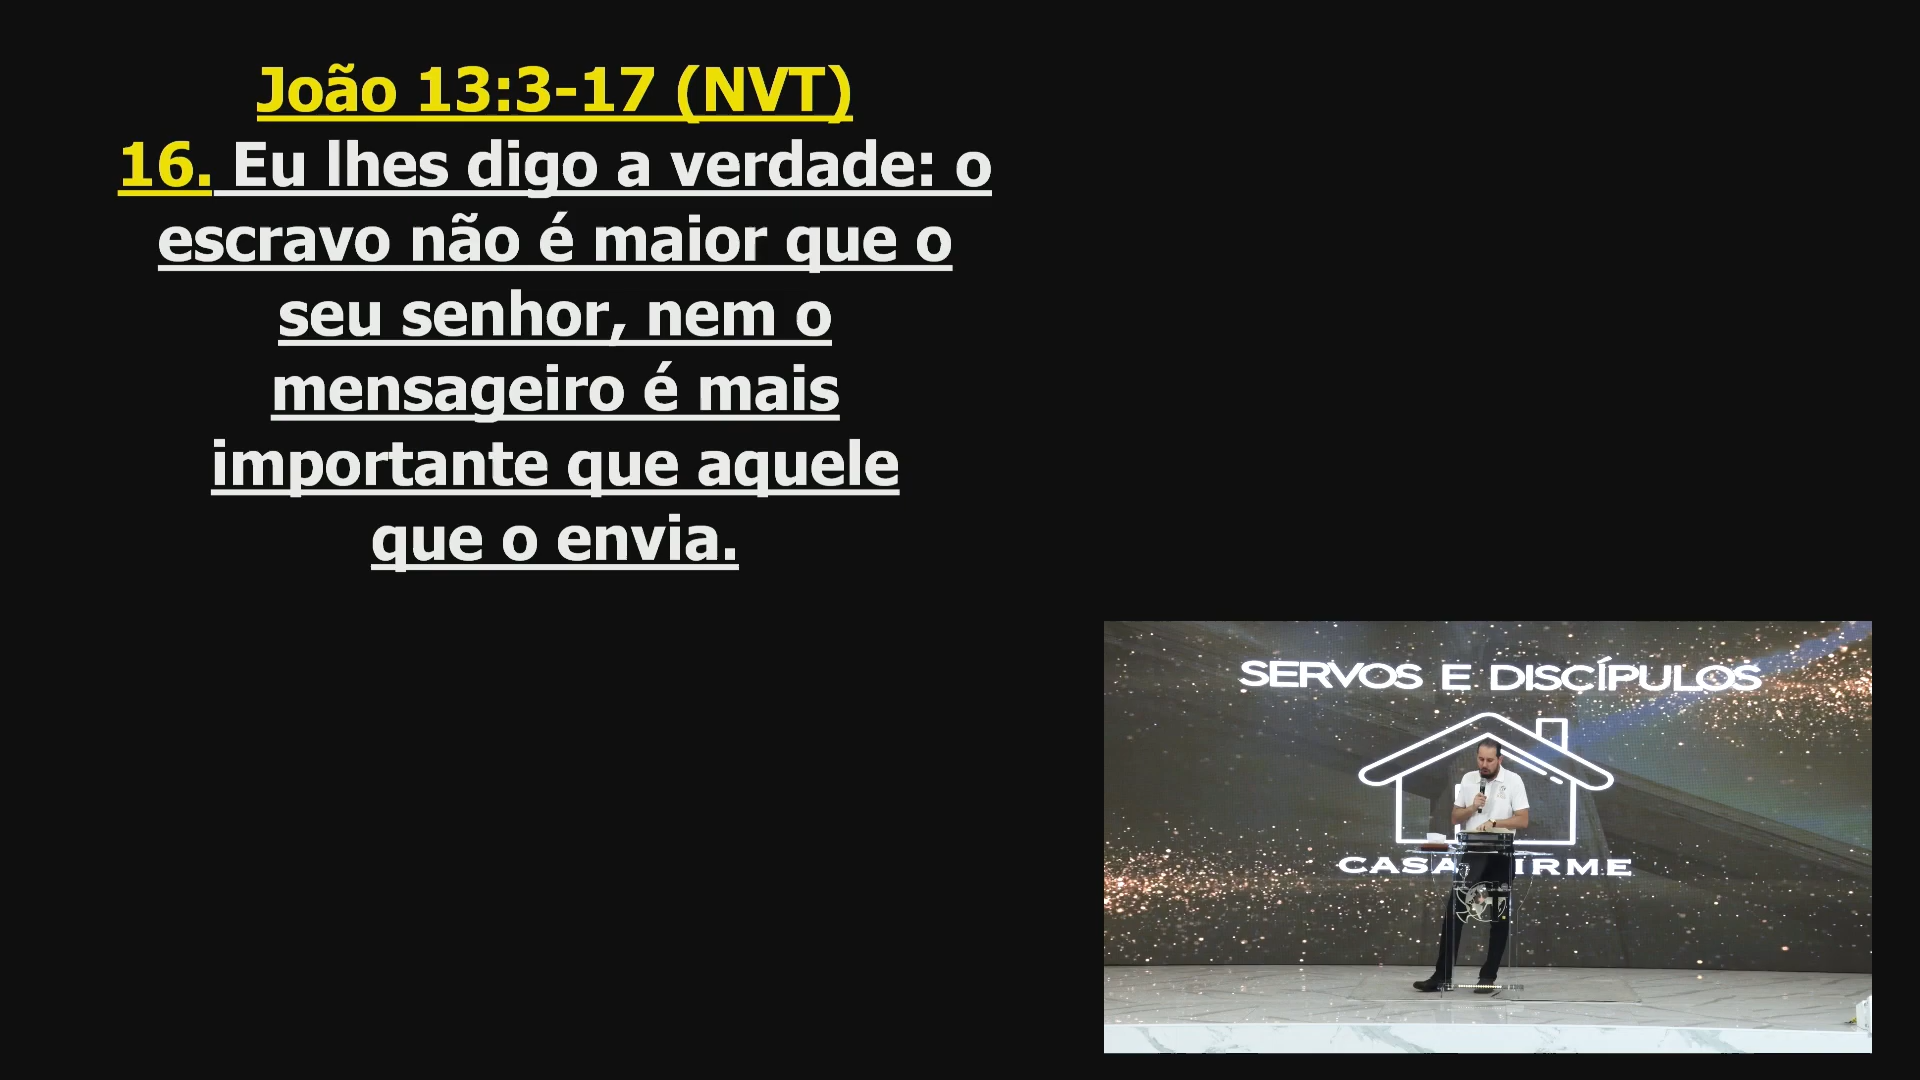 João 13:3-17 (NVT)
16. Eu lhes digo a verdade: o
escravo não é maior que o
seu senhor, nem o
mensageiro é mais
importante que aquele
que o envia.
SERVOS E DISCÍPULOS
CASA IRME